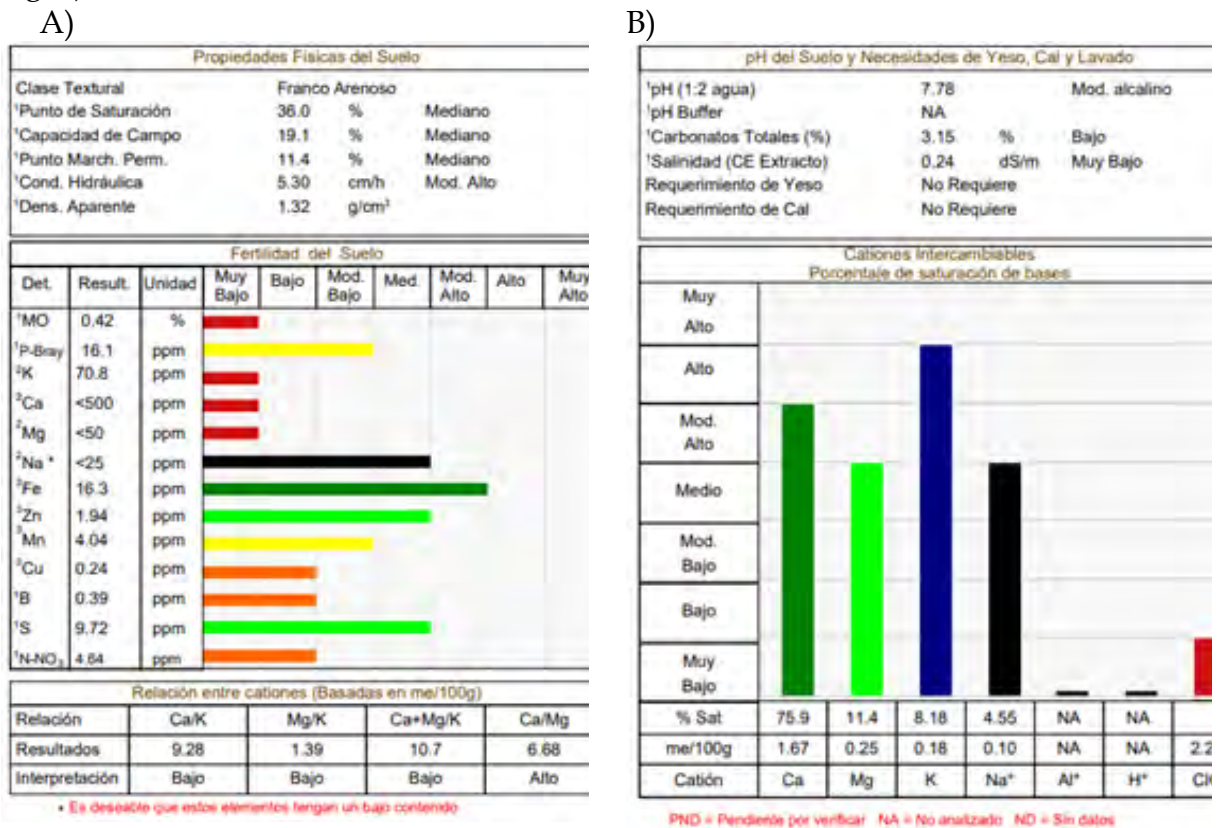 A)
Propiedades Físicas del Suelo
Clase Textural Franco Arenoso
¹Punto de Saturación 36.0 % Mediano
¹Capacidad de Campo 19.1 % Mediano
¹Punto March. Perm. 11.4 % Mediano
¹Cond. Hidráulica 5.30 cm/h Mod. Alto
¹Dens. Aparente 1.32 g/cm³
Fertilidad del Suelo
Det. Result. Unidad Muy Bajo Bajo Mod. Bajo Med. Mod. Alto Alto Muy Alto
¹MO 0.42 %
¹P-Bray 16.1 ppm
²K 70.8 ppm
²Ca <500 ppm
²Mg <50 ppm
²Na * <25 ppm
³Fe 16.3 ppm
³Zn 1.94 ppm
³Mn 4.04 ppm
³Cu 0.24 ppm
¹B 0.39 ppm
¹S 9.72 ppm
¹N-NO₃ 4.64 ppm
Relación entre cationes (Basadas en me/100g)
Relación Ca/K Mg/K Ca+Mg/K Ca/Mg
Resultados 9.28 1.39 10.7 6.68
Interpretación Bajo Bajo Bajo Alto
* Es deseable que estos elementos tengan un bajo contenido
B)
pH del Suelo y Necesidades de Yeso, Cal y Lavado
¹pH (1:2 agua) 7.78 Mod. alcalino
¹pH Buffer NA
¹Carbonatos Totales (%) 3.15 % Bajo
¹Salinidad (CE Extracto) 0.24 dS/m Muy Bajo
Requerimiento de Yeso No Requiere
Requerimiento de Cal No Requiere
Cationes Intercambiables
Porcentaje de saturación de bases
Muy Alto
Alto
Mod. Alto
Medio
Mod. Bajo
Bajo
Muy Bajo
% Sat 75.9 11.4 8.18 4.55 NA NA
me/100g 1.67 0.25 0.18 0.10 NA NA 2.2
Catión Ca Mg K Na* Al* H*
PND = Pendiente por verificar NA = No analizado ND = Sin datos